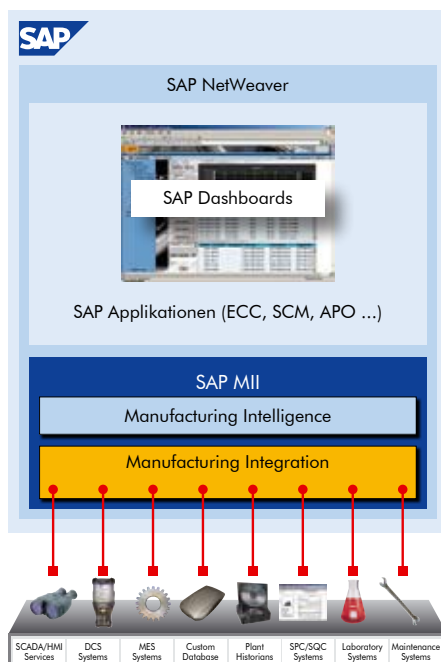 SAP
SAP NetWeaver
SAP Dashboards
SAP Applikationen (ECC, SCM, APO ...)
SAP MII
Manufacturing Intelligence
Manufacturing Integration
SCADA/HMI Services
DCS Systems
MES Systems
Custom Database
Plant Historians
SPC/SQC Systems
Laboratory Systems
Maintenance Systems